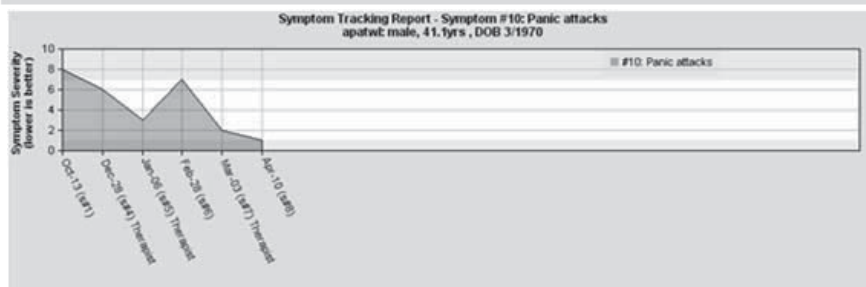 Symptom Tracking Report - Symptom #10: Panic attacks
apatwt: male, 41.1yrs , DOB 3/1970
#10: Panic attacks
Symptom Severity
(lower is better)
10
8
6
4
2
0
Oct-13 (s#1)
Dec-28 (s#4) Therapist
Jan-06 (s#5) Therapist
Feb-28 (s#6)
Mar-03 (s#7) Therapist
Apr-10 (s#8)